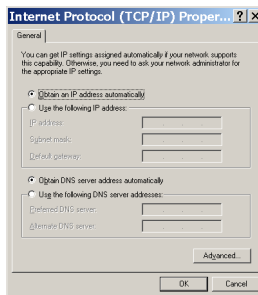 Internet Protocol (TCP/IP) Proper...
General
You can get IP settings assigned automatically if your network supports
this capability. Otherwise, you need to ask your network administrator for
the appropriate IP settings.
Obtain an IP address automatically
Use the following IP address:
IP address:
Subnet mask:
Default gateway:
Obtain DNS server address automatically
Use the following DNS server addresses:
Preferred DNS server:
Alternate DNS server:
Advanced...
OK Cancel